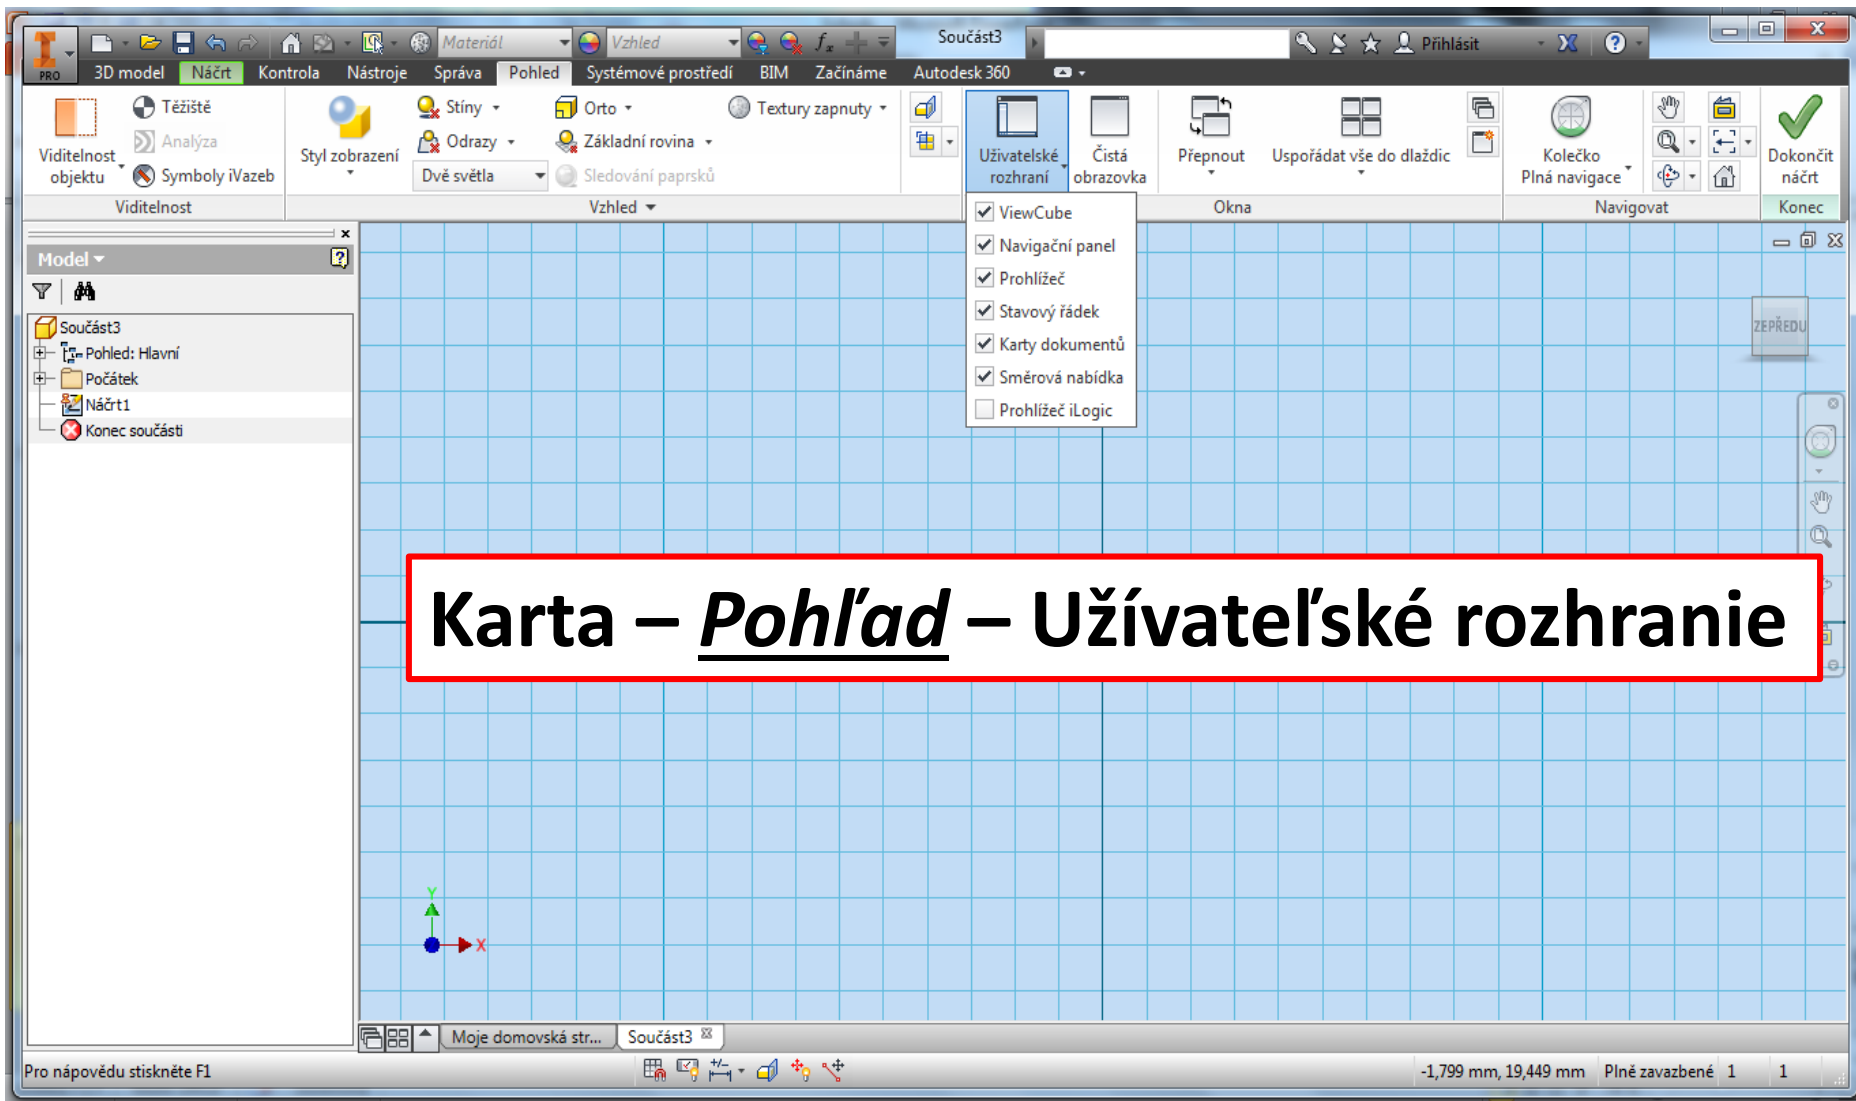 Materiál
Vzhled
fx
Součást3
Přihlásit
PRO
3D model Náčrt Kontrola Nástroje Správa Pohled Systémové prostředí BIM Začínáme Autodesk 360
Viditelnost objektu
Těžiště
Analýza
Symboly iVazeb
Styl zobrazení
Stíny
Odrazy
Dvě světla
Orto
Základní rovina
Sledování paprsků
Textury zapnuty
Uživatelské rozhraní
Čistá obrazovka
Přepnout
Uspořádat vše do dlaždic
Kolečko
Plná navigace
Dokončit náčrt
Viditelnost
Vzhled
Okna
Navigovat
Konec
ViewCube
Navigační panel
Prohlížeč
Stavový řádek
Karty dokumentů
Směrová nabídka
Prohlížeč iLogic
Model
Součást3
Pohled: Hlavní
Počátek
Náčrt1
Konec součásti
ZEPŘEDU
Karta – Pohľad – Užívateľské rozhranie
Y
X
Moje domovská str...
Součást3
Pro nápovědu stiskněte F1
-1,799 mm, 19,449 mm Plně zavazbené 1 1